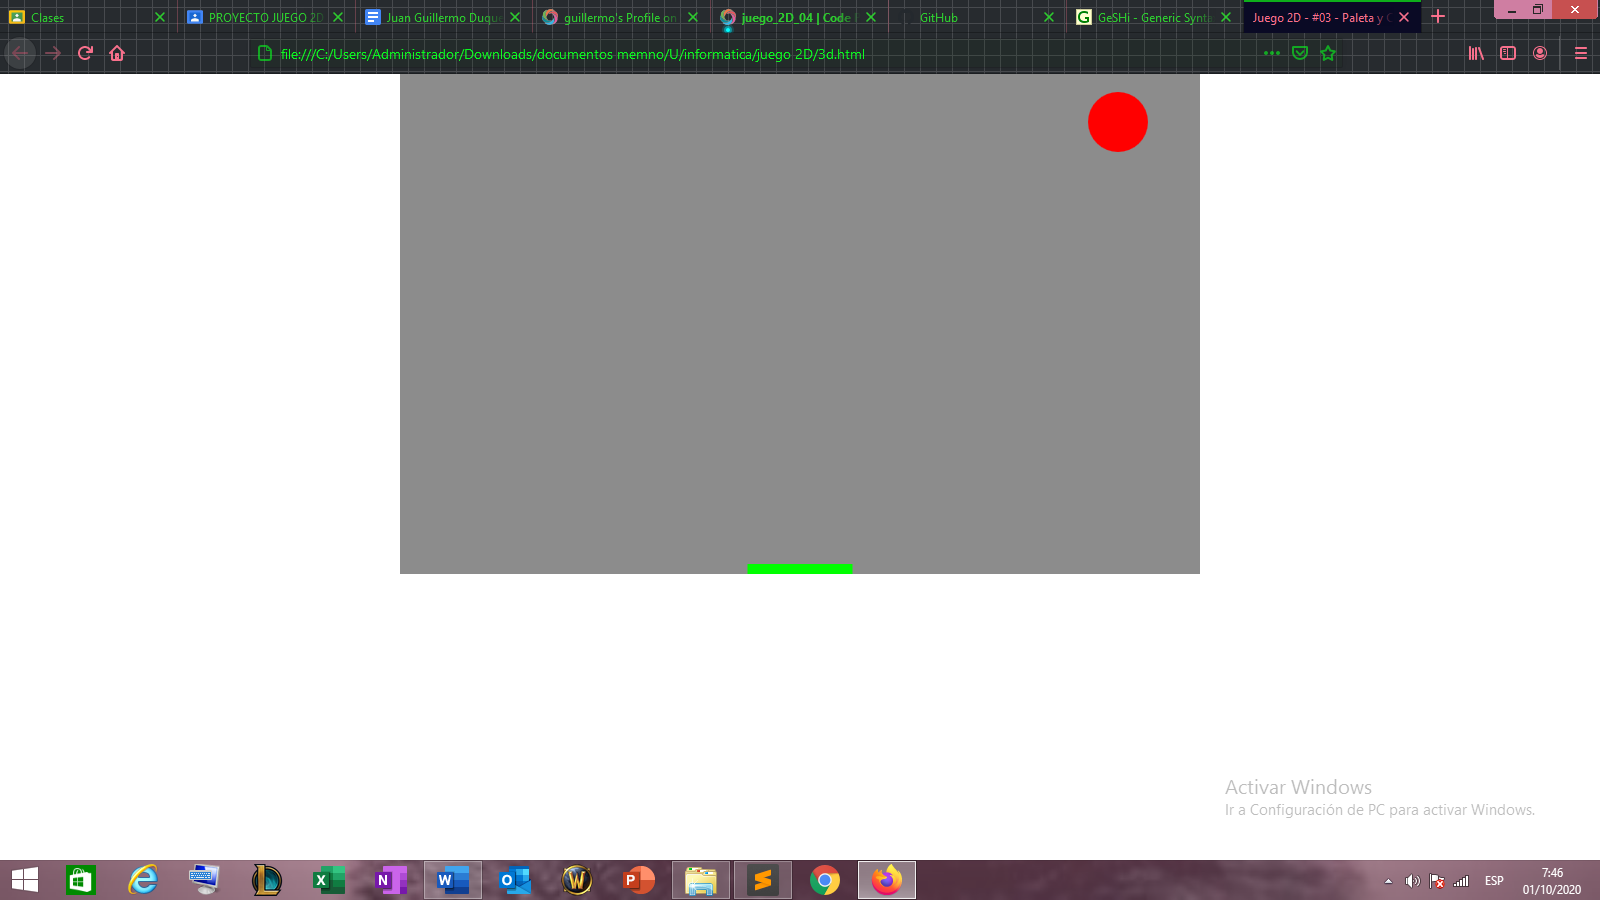 Clases
PROYECTO JUEGO 2D
Juan Guillermo Duque
guillermo's Profile on
juego_2D_04 | Code
GitHub
GeSHi - Generic Synta
Juego 2D - #03 - Paleta y
file:///C:/Users/Administrador/Downloads/documentos memno/U/informatica/juego 2D/3d.html
Activar Windows
Ir a Configuración de PC para activar Windows.
ESP
7:46
01/10/2020